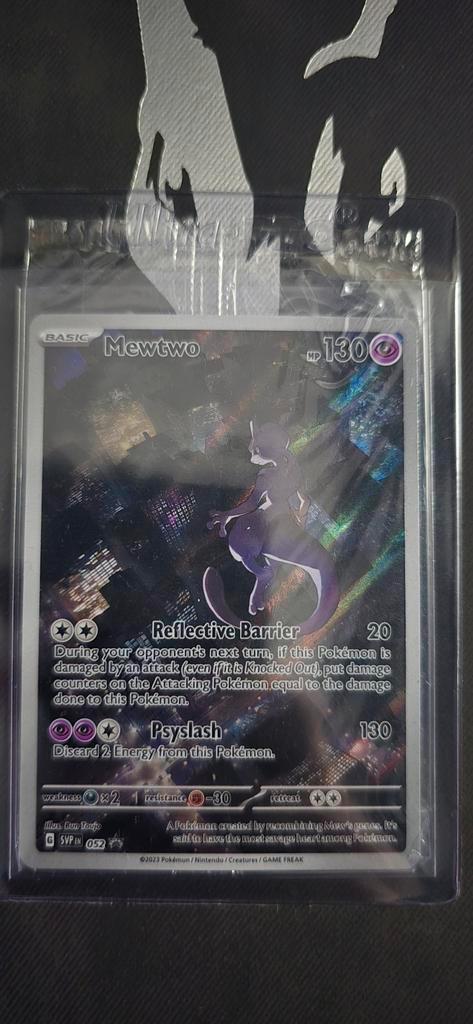 BASIC Mewtwo HP 130
Reflective Barrier 20
During your opponent's next turn, if this Pokémon is
damaged by an attack (even if it is Knocked Out), put damage
counters on the Attacking Pokémon equal to the damage
done to this Pokémon.
Psyslash 130
Discard 2 Energy from this Pokémon.
weakness ×2 resistance -30 retreat
Illus. Bun Toujo
A Pokémon created by recombining Mew's genes. It's
said to have the most savage heart among Pokémon.
G SVP EN 052
©2023 Pokémon / Nintendo / Creatures / GAME FREAK